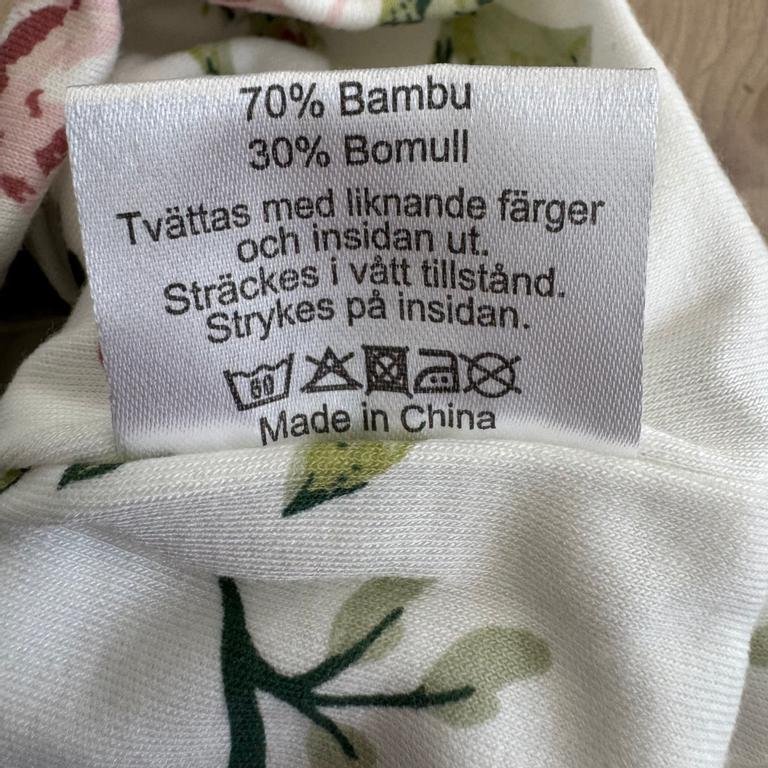 70% Bambu
30% Bomull
Tvättas med liknande färger
och insidan ut.
Sträckes i vått tillstånd.
Strykes på insidan.
60
Made in China